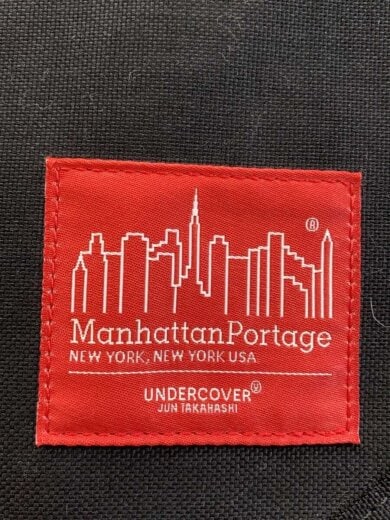 ®
ManhattanPortage
NEW YORK, NEW YORK USA
UNDERCOVER Ⓤ
JUN TAKAHASHI